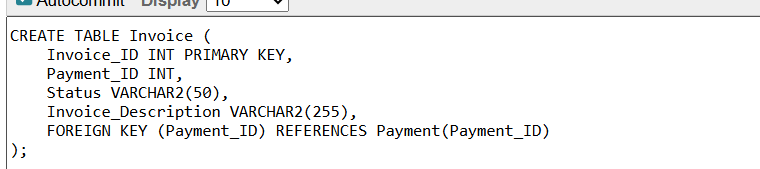 Autocommit Display 10
CREATE TABLE Invoice (
    Invoice_ID INT PRIMARY KEY,
    Payment_ID INT,
    Status VARCHAR2(50),
    Invoice_Description VARCHAR2(255),
    FOREIGN KEY (Payment_ID) REFERENCES Payment(Payment_ID)
);